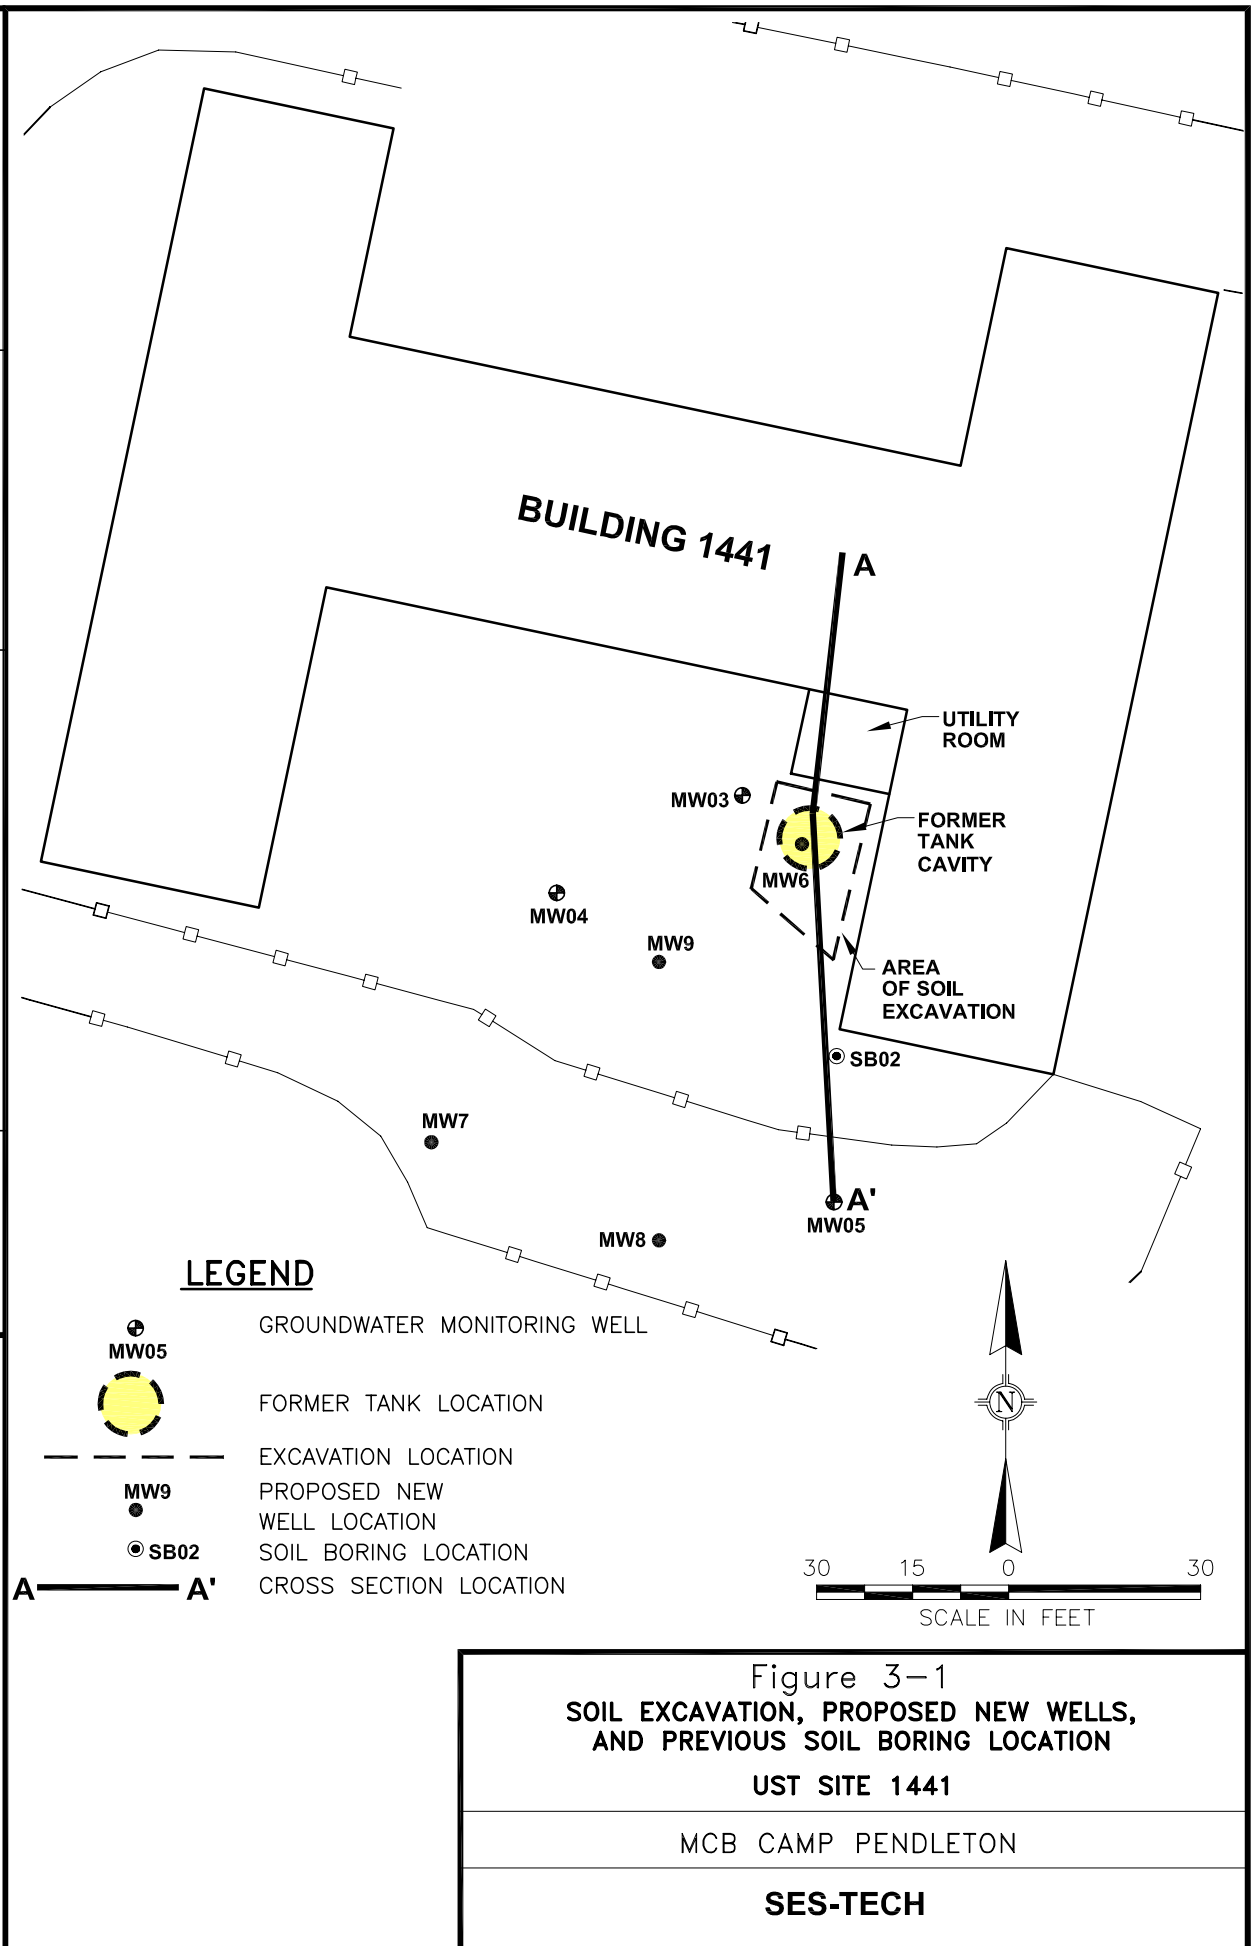 BUILDING 1441
A
UTILITY
ROOM
MW03
FORMER
TANK
CAVITY
MW6
MW04
MW9
AREA
OF SOIL
EXCAVATION
SB02
MW7
A'
MW05
MW8
LEGEND
MW05
GROUNDWATER MONITORING WELL
FORMER TANK LOCATION
EXCAVATION LOCATION
MW9
PROPOSED NEW
WELL LOCATION
SB02
SOIL BORING LOCATION
A A'
CROSS SECTION LOCATION
N
30 15 0 30
SCALE IN FEET
Figure 3-1
SOIL EXCAVATION, PROPOSED NEW WELLS,
AND PREVIOUS SOIL BORING LOCATION
UST SITE 1441
MCB CAMP PENDLETON
SES-TECH